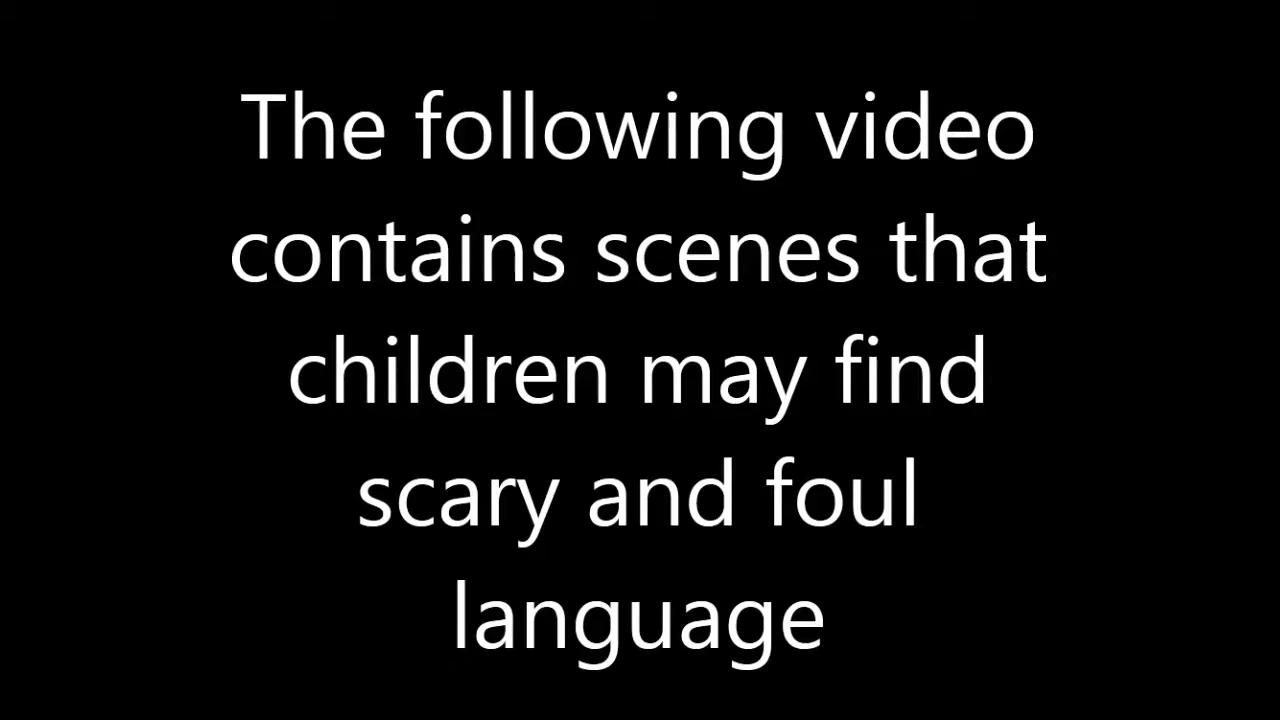 The following video
contains scenes that
children may find
scary and foul
language